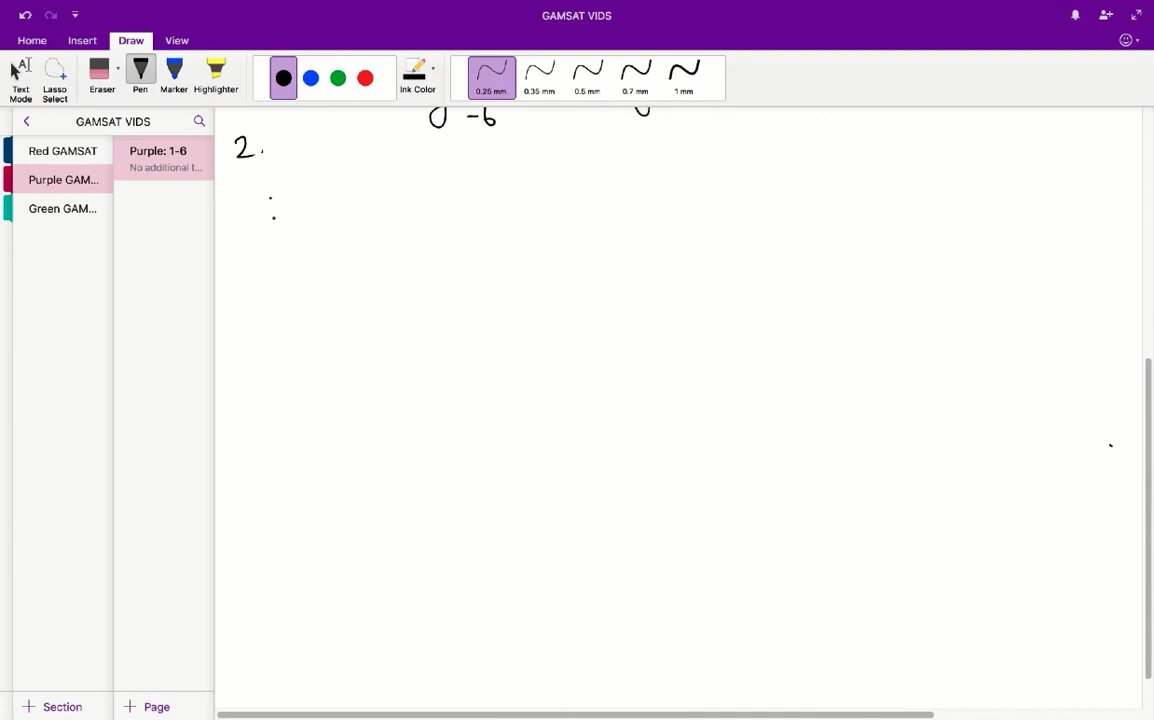 GAMSAT VIDS
Home Insert Draw View
Text Mode
Lasso Select
Eraser
Pen
Marker
Highlighter
Ink Color
0.25 mm
0.35 mm
0.5 mm
0.7 mm
1 mm
GAMSAT VIDS
Red GAMSAT
Purple GAM...
Green GAM...
Purple: 1-6
No additional t...
-6
2.
+ Section
+ Page